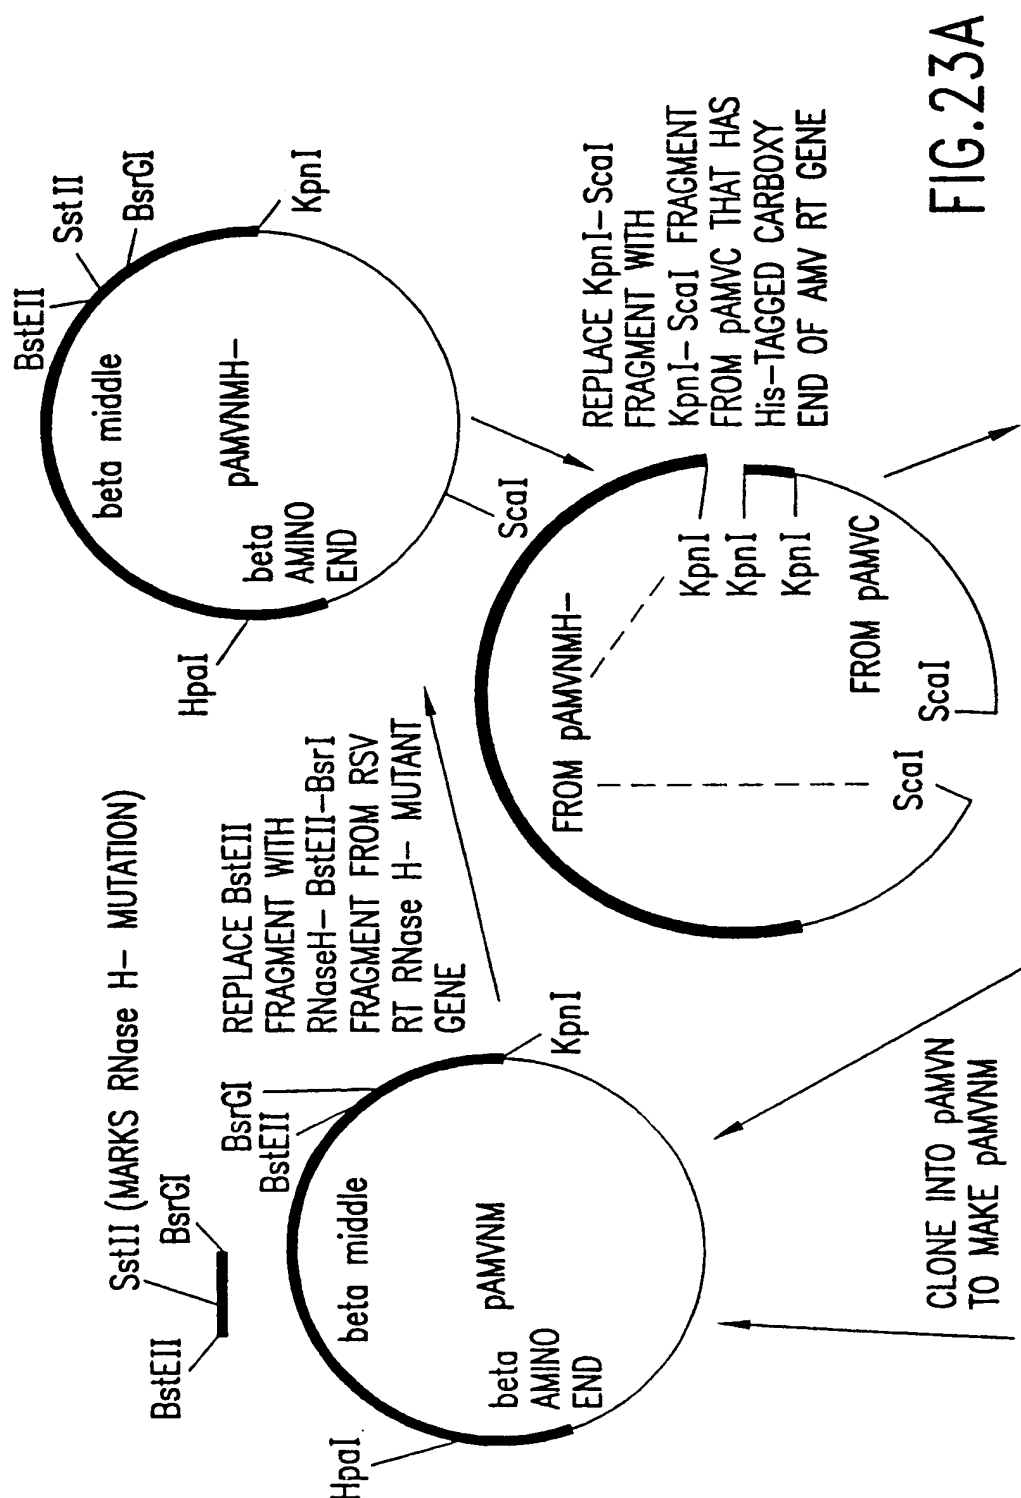 BstEII
SstII (MARKS RNase H– MUTATION)
BsrGI
HpaI
BsrGI
BstEII
KpnI
beta middle
pAMVNM
beta
AMINO
END
CLONE INTO pAMVN
TO MAKE pAMVNM
REPLACE BstEII
FRAGMENT WITH
RNaseH– BstEII–BsrI
FRAGMENT FROM RSV
RT RNase H– MUTANT
GENE
HpaI
BstEII
SstII
BsrGI
KpnI
beta middle
pAMVNMH–
beta
AMINO
END
ScaI
REPLACE KpnI–ScaI
FRAGMENT WITH
KpnI–ScaI FRAGMENT
FROM pAMVC THAT HAS
His–TAGGED CARBOXY
END OF AMV RT GENE
FROM pAMVNMH–
KpnI
KpnI
KpnI
FROM pAMVC
ScaI
ScaI
FIG.23A